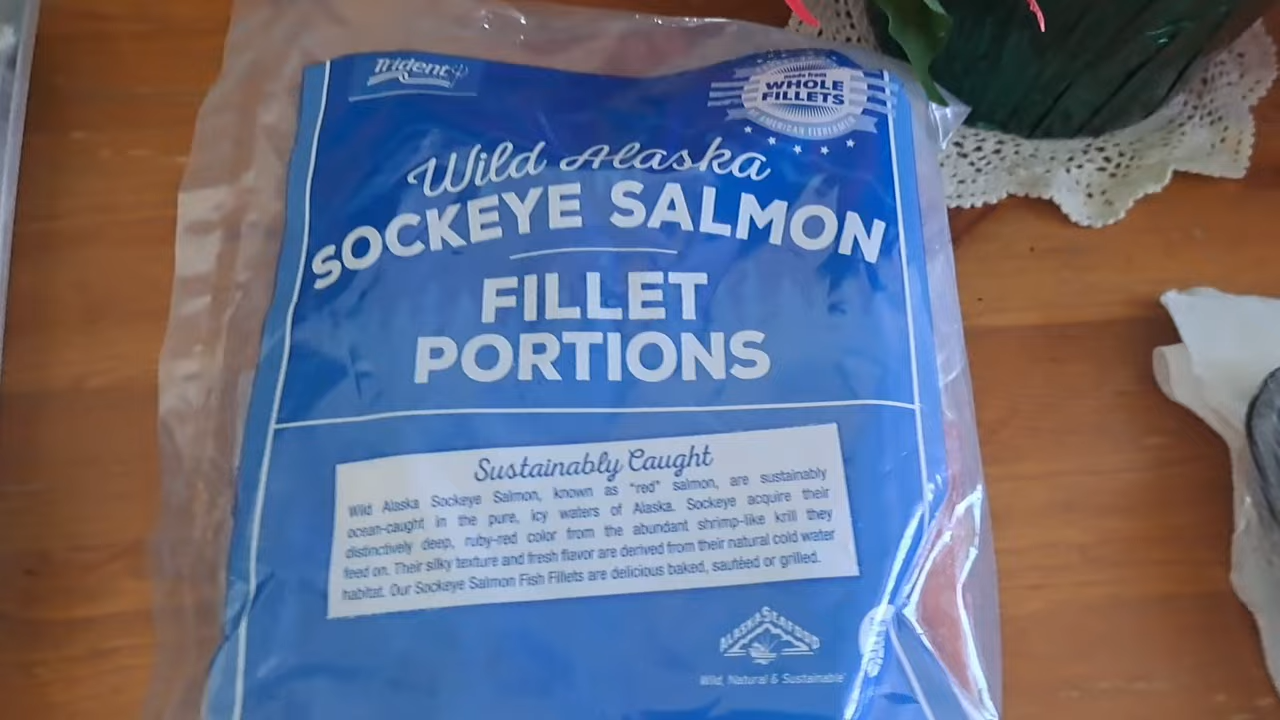 Trident
made from
WHOLE
FILLETS
AMERICAN FISHERMEN
Wild Alaska
SOCKEYE SALMON
FILLET
PORTIONS
Sustainably Caught
Wild Alaska Sockeye Salmon, known as "red" salmon, are sustainably
ocean-caught in the pure, icy waters of Alaska. Sockeye acquire their
distinctively deep, ruby-red color from the abundant shrimp-like krill they
feed on. Their silky texture and fresh flavor are derived from their natural cold water
habitat. Our Sockeye Salmon Fish Fillets are delicious baked, sautéed or grilled.
ALASKA SEAFOOD
Wild, Natural & Sustainable